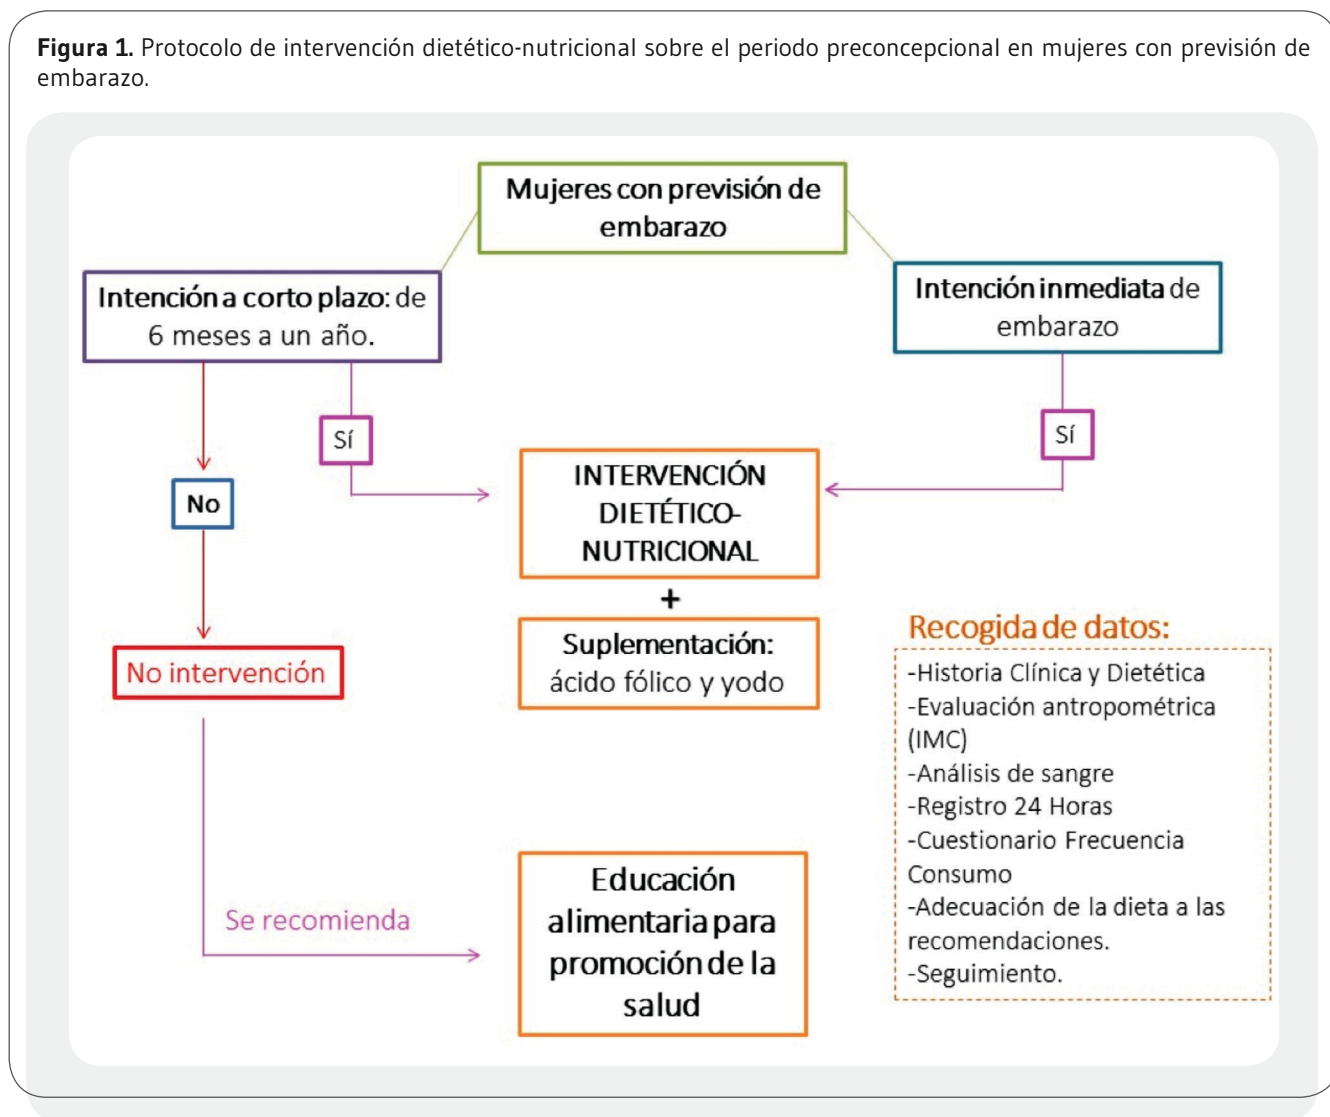 Figura 1. Protocolo de intervención dietético-nutricional sobre el periodo preconcepcional en mujeres con previsión de
embarazo.
Mujeres con previsión de
embarazo
Intención a corto plazo: de
6 meses a un año.
Intención inmediata de
embarazo
Sí
Sí
No
INTERVENCIÓN
DIETÉTICO-
NUTRICIONAL
+
Suplementación:
ácido fólico y yodo
No intervención
Se recomienda
Educación
alimentaria para
promoción de la
salud
Recogida de datos:
-Historia Clínica y Dietética
-Evaluación antropométrica
(IMC)
-Análisis de sangre
-Registro 24 Horas
-Cuestionario Frecuencia
Consumo
-Adecuación de la dieta a las
recomendaciones.
-Seguimiento.